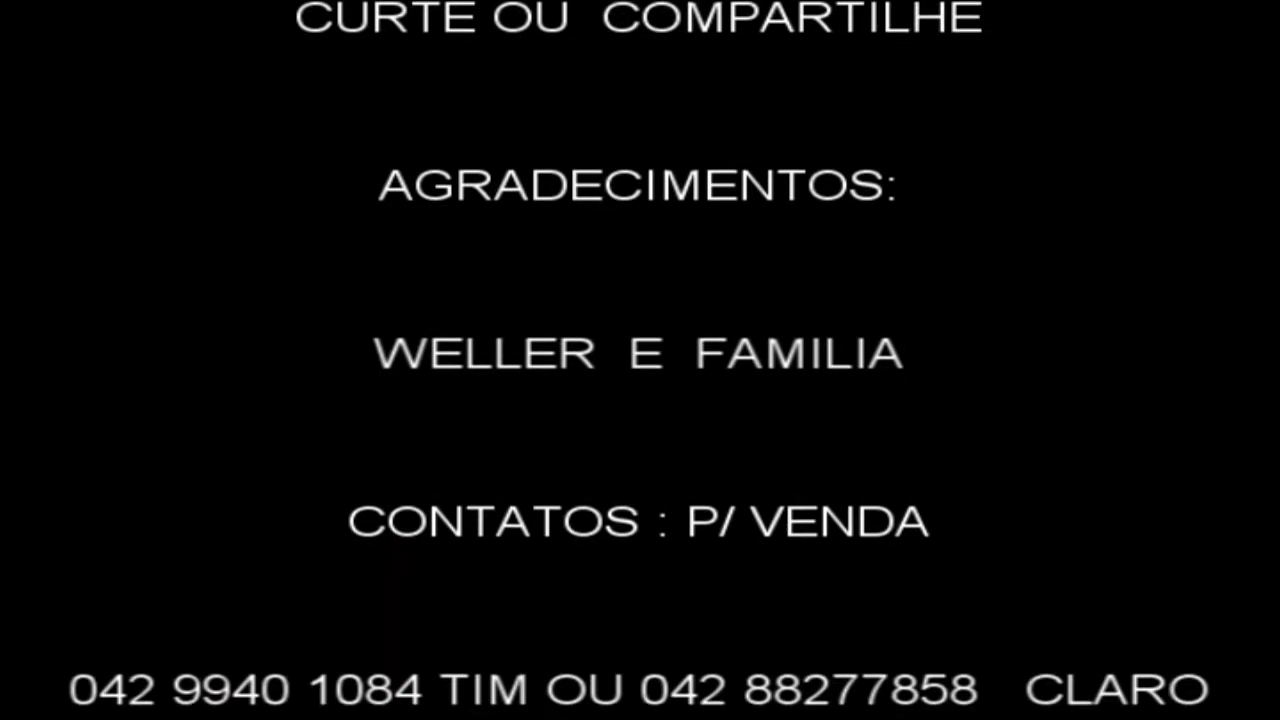 CURTE OU COMPARTILHE
AGRADECIMENTOS:
WELLER E FAMILIA
CONTATOS : P/ VENDA
042 9940 1084 TIM OU 042 88277858 CLARO